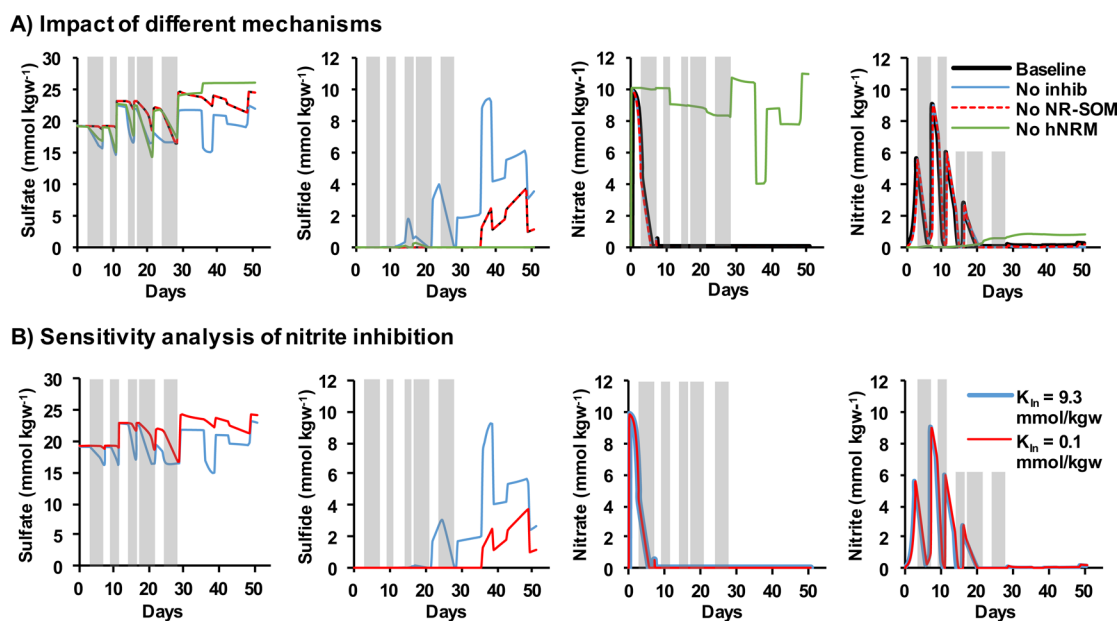 A) Impact of different mechanisms
30
25
20
15
10
5
0
Sulfate (mmol kgw-1)
0 10 20 30 40 50
Days
12
10
8
6
4
2
0
Sulfide (mmol kgw-1)
0 10 20 30 40 50
Days
12
10
8
6
4
2
0
Nitrate (mmol kgw-1)
0 10 20 30 40 50
Days
12
10
8
6
4
2
0
Nitrite (mmol kgw-1)
0 10 20 30 40 50
Days
Baseline
No inhib
No NR-SOM
No hNRM
B) Sensitivity analysis of nitrite inhibition
30
25
20
15
10
5
0
Sulfate (mmol kgw-1)
0 10 20 30 40 50
Days
12
10
8
6
4
2
0
Sulfide (mmol kgw-1)
0 10 20 30 40 50
Days
12
10
8
6
4
2
0
Nitrate (mmol kgw-1)
0 10 20 30 40 50
Days
12
10
8
6
4
2
0
Nitrite (mmol kgw-1)
0 10 20 30 40 50
Days
KIn = 9.3
mmol/kgw
KIn = 0.1
mmol/kgw